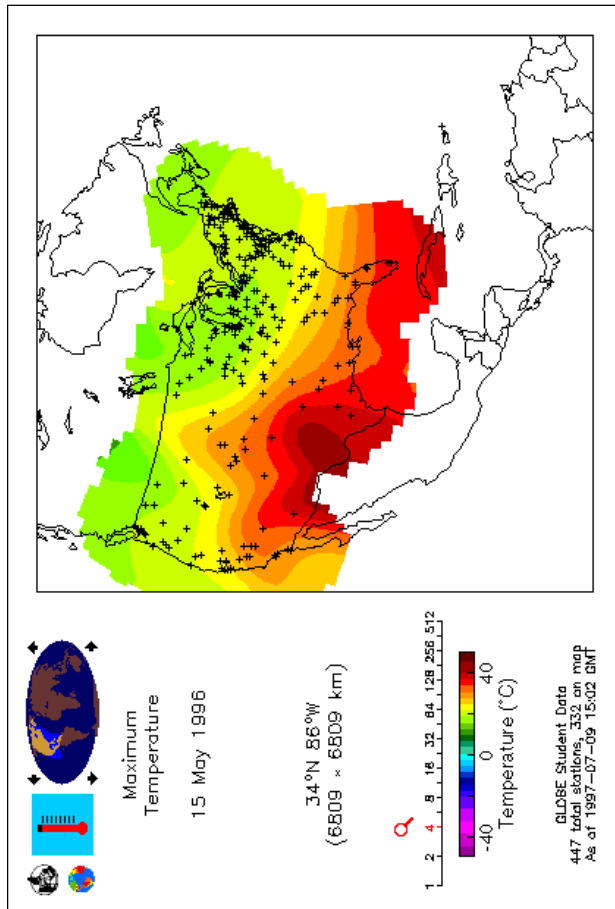 Maximum
Temperature
15 May 1996
34°N 86°W
(6809 × 6809 km)
1 2 4 8 16 32 64 128 256 512
-40 0 40
Temperature (°C)
GLOBE Student Data
447 total stations, 332 on map
As of 1997-07-09 15:02 GMT